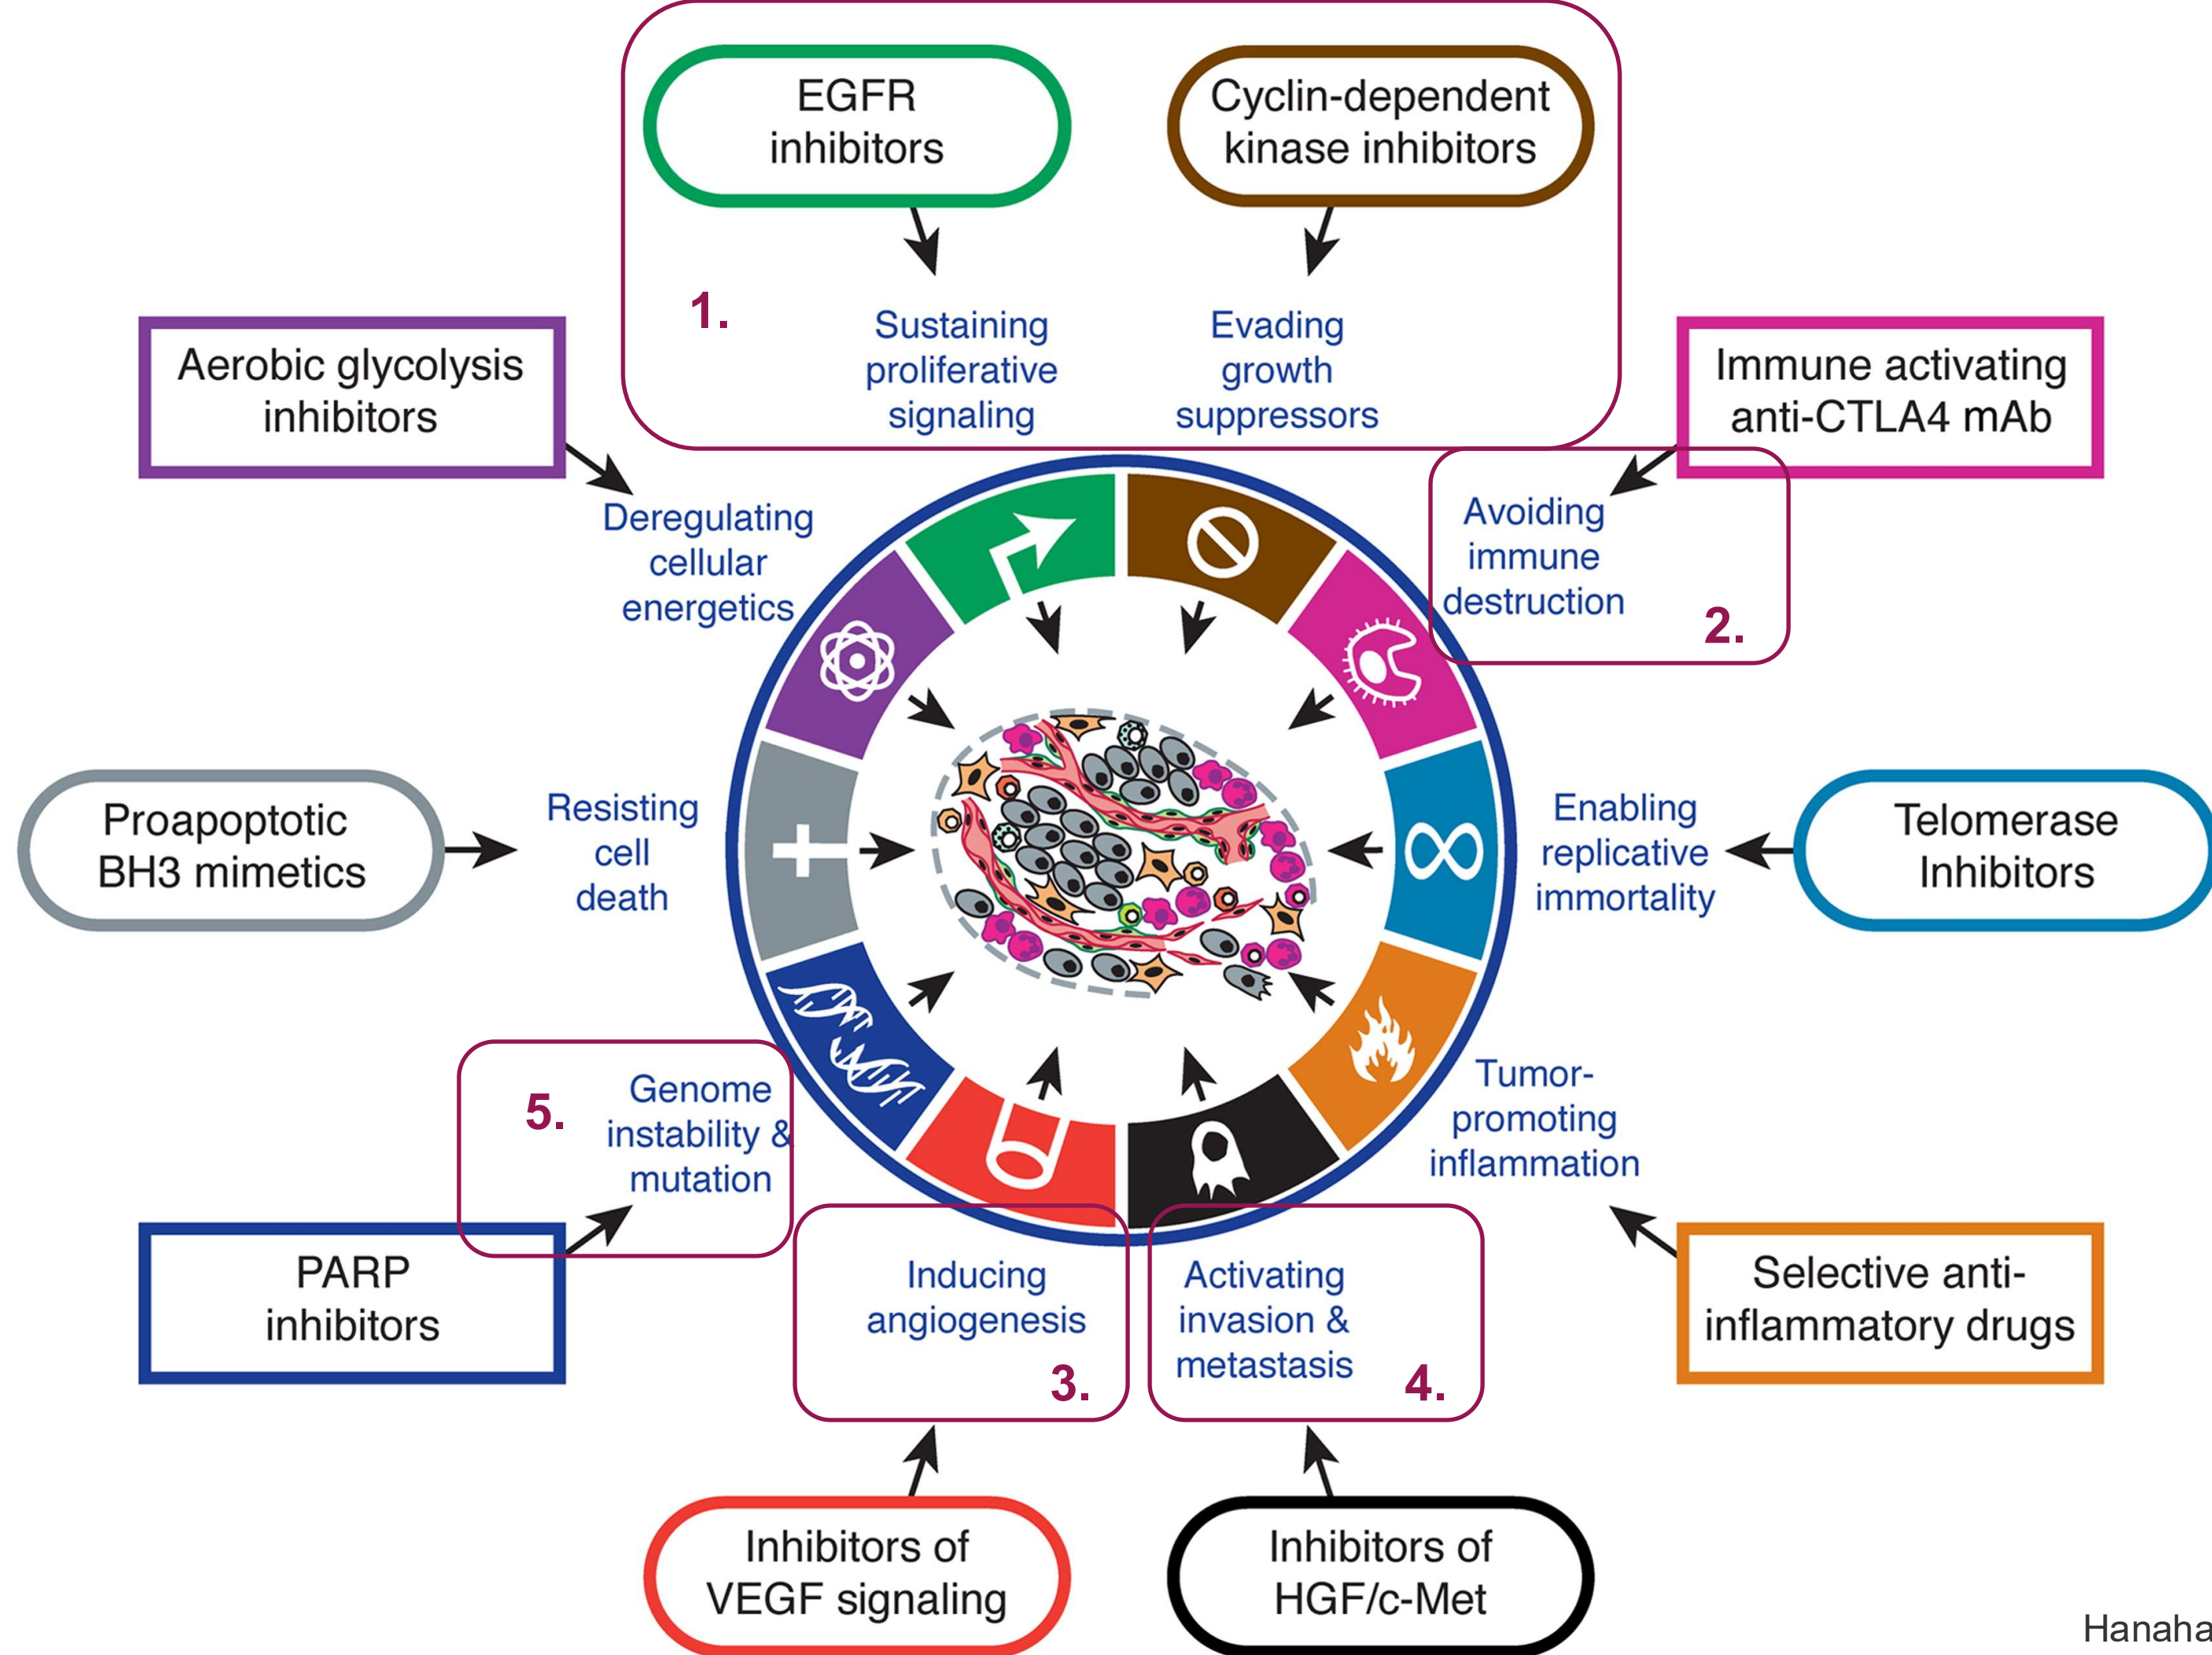 EGFR
inhibitors
Cyclin-dependent
kinase inhibitors
1.
Sustaining
proliferative
signaling
Evading
growth
suppressors
Aerobic glycolysis
inhibitors
Immune activating
anti-CTLA4 mAb
Deregulating
cellular
energetics
Avoiding
immune
destruction
2.
Proapoptotic
BH3 mimetics
Resisting
cell
death
Enabling
replicative
immortality
Telomerase
Inhibitors
5.
Genome
instability &
mutation
Tumor-
promoting
inflammation
PARP
inhibitors
Inducing
angiogenesis
3.
Activating
invasion &
metastasis
4.
Selective anti-
inflammatory drugs
Inhibitors of
VEGF signaling
Inhibitors of
HGF/c-Met
Hanaha